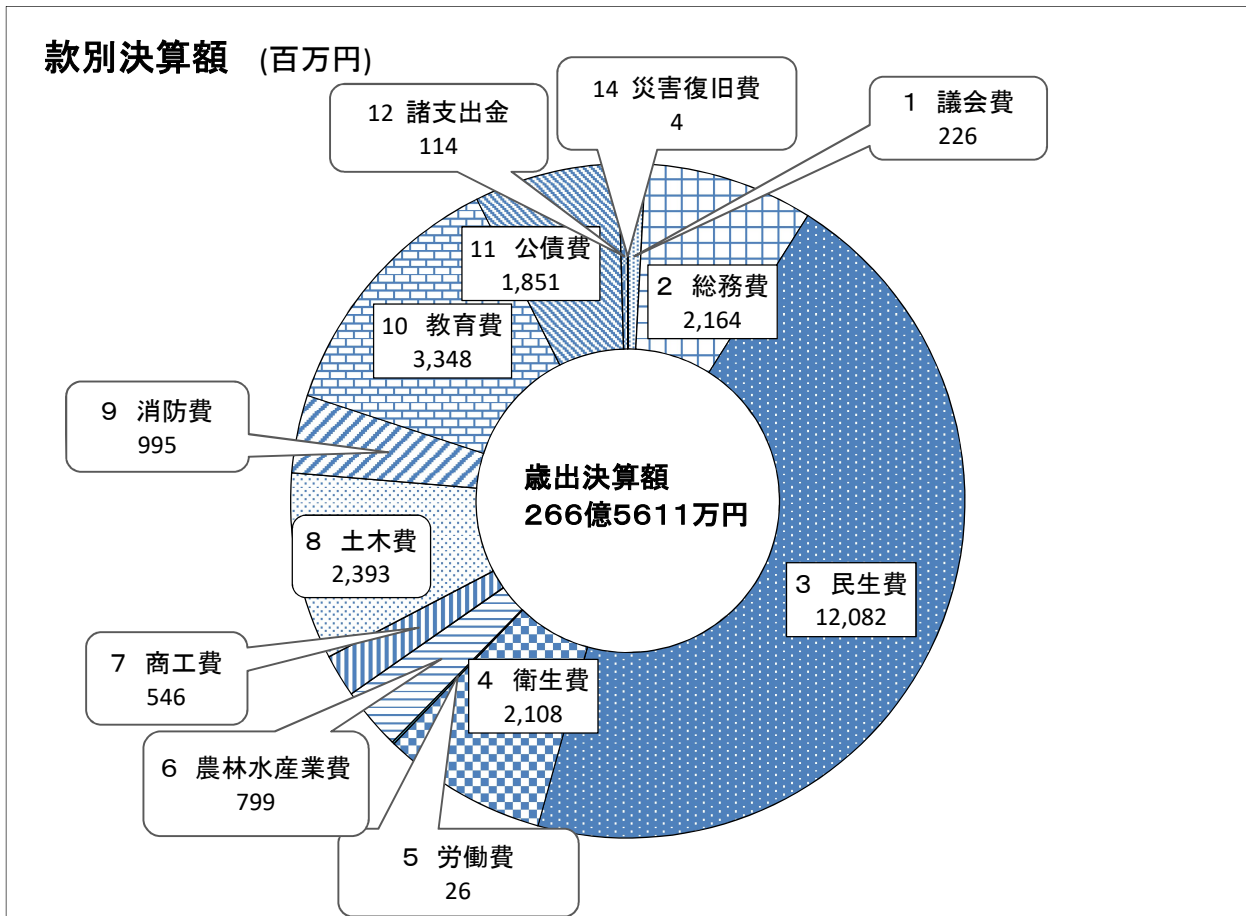 款別決算額 (百万円)
14 災害復旧費
4
1 議会費
226
12 諸支出金
114
11 公債費
1,851
2 総務費
2,164
10 教育費
3,348
9 消防費
995
歳出決算額
266億5611万円
8 土木費
2,393
3 民生費
12,082
7 商工費
546
4 衛生費
2,108
6 農林水産業費
799
5 労働費
26